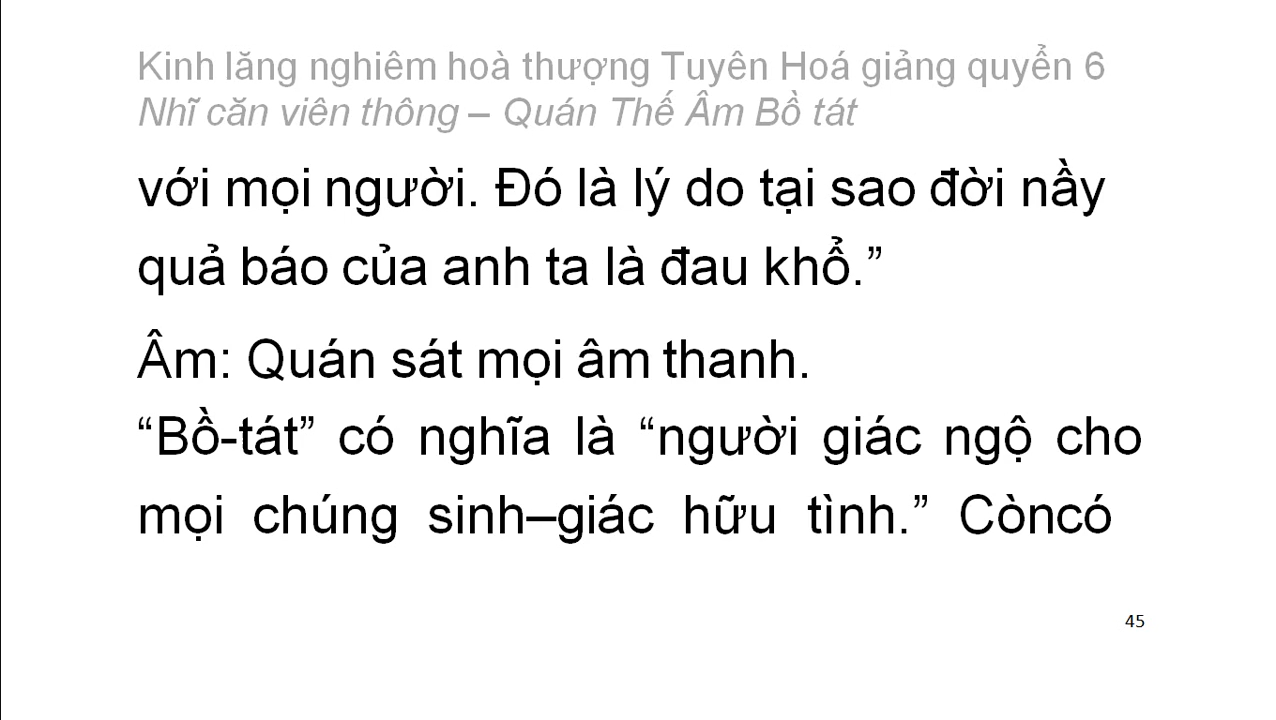 Kinh lăng nghiêm hoà thượng Tuyên Hoá giảng quyển 6
Nhĩ căn viên thông – Quán Thế Âm Bồ tát
với mọi người. Đó là lý do tại sao đời nầy
quả báo của anh ta là đau khổ.”
Âm: Quán sát mọi âm thanh.
“Bồ-tát” có nghĩa là “người giác ngộ cho
mọi chúng sinh–giác hữu tình.” Còncó
45